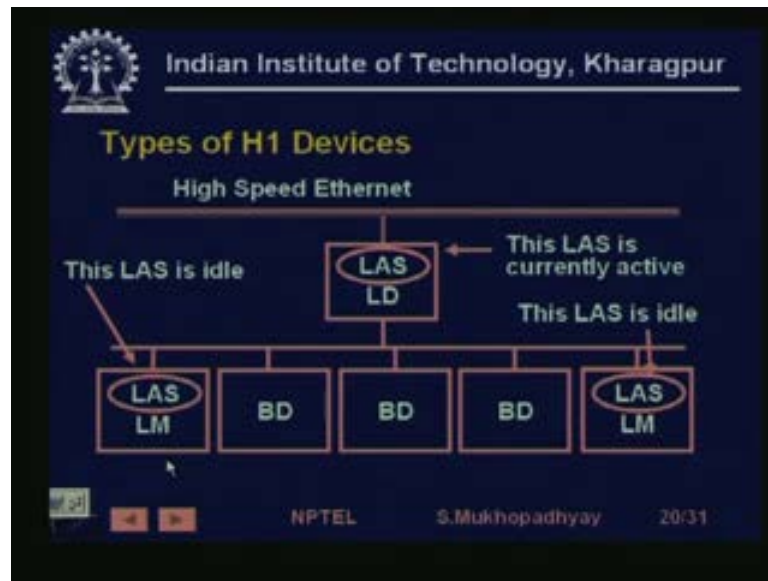 Indian Institute of Technology, Kharagpur
Types of H1 Devices
High Speed Ethernet
This LAS is idle
LAS
LD
This LAS is
currently active
This LAS is idle
LAS
LM
BD
BD
BD
LAS
LM
NPTEL S.Mukhopadhyay 20/31